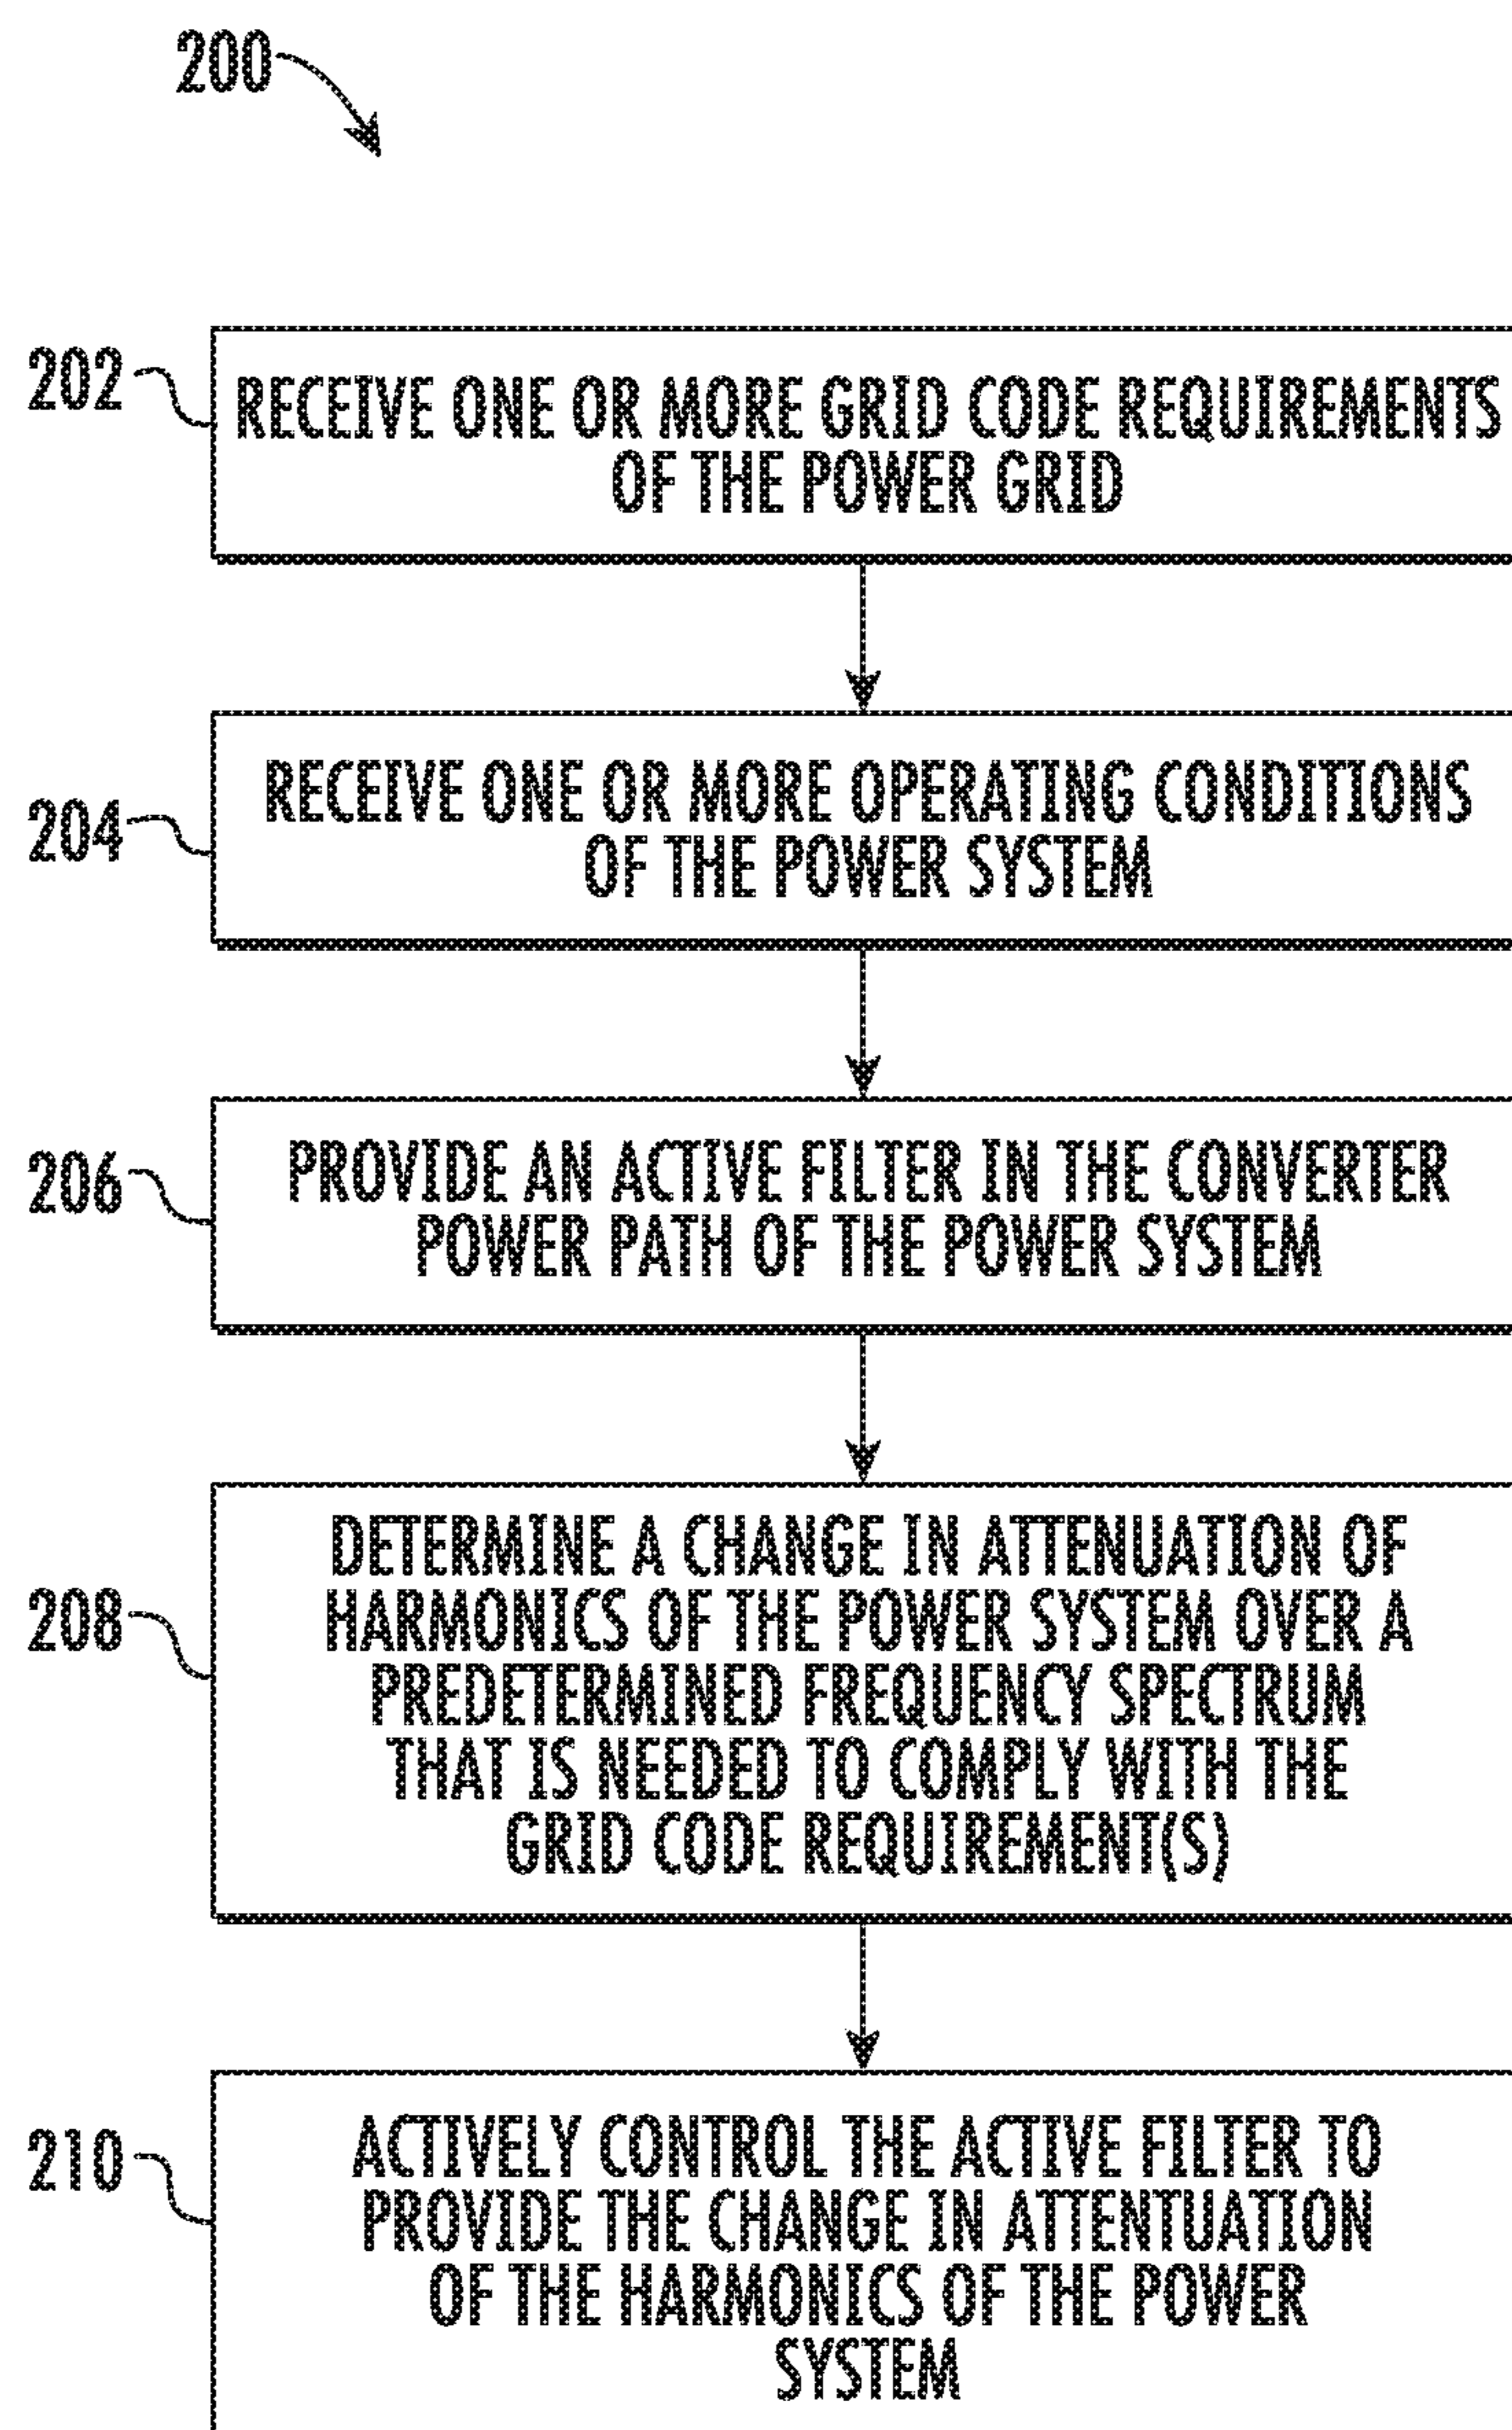 200
202
RECEIVE ONE OR MORE GRID CODE REQUIREMENTS
OF THE POWER GRID
204
RECEIVE ONE OR MORE OPERATING CONDITIONS
OF THE POWER SYSTEM
206
PROVIDE AN ACTIVE FILTER IN THE CONVERTER
POWER PATH OF THE POWER SYSTEM
208
DETERMINE A CHANGE IN ATTENUATION OF
HARMONICS OF THE POWER SYSTEM OVER A
PREDETERMINED FREQUENCY SPECTRUM
THAT IS NEEDED TO COMPLY WITH THE
GRID CODE REQUIREMENT(S)
210
ACTIVELY CONTROL THE ACTIVE FILTER TO
PROVIDE THE CHANGE IN ATTENTUATION
OF THE HARMONICS OF THE POWER
SYSTEM